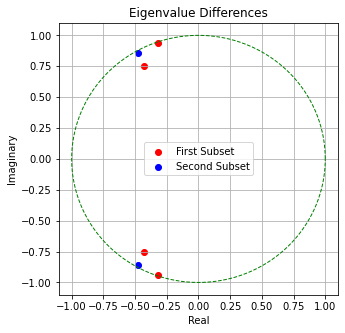 Eigenvalue Differences
1.00
0.75
0.50
0.25
0.00
−0.25
−0.50
−0.75
−1.00
Imaginary
First Subset
Second Subset
−1.00 −0.75 −0.50 −0.25 0.00 0.25 0.50 0.75 1.00
Real